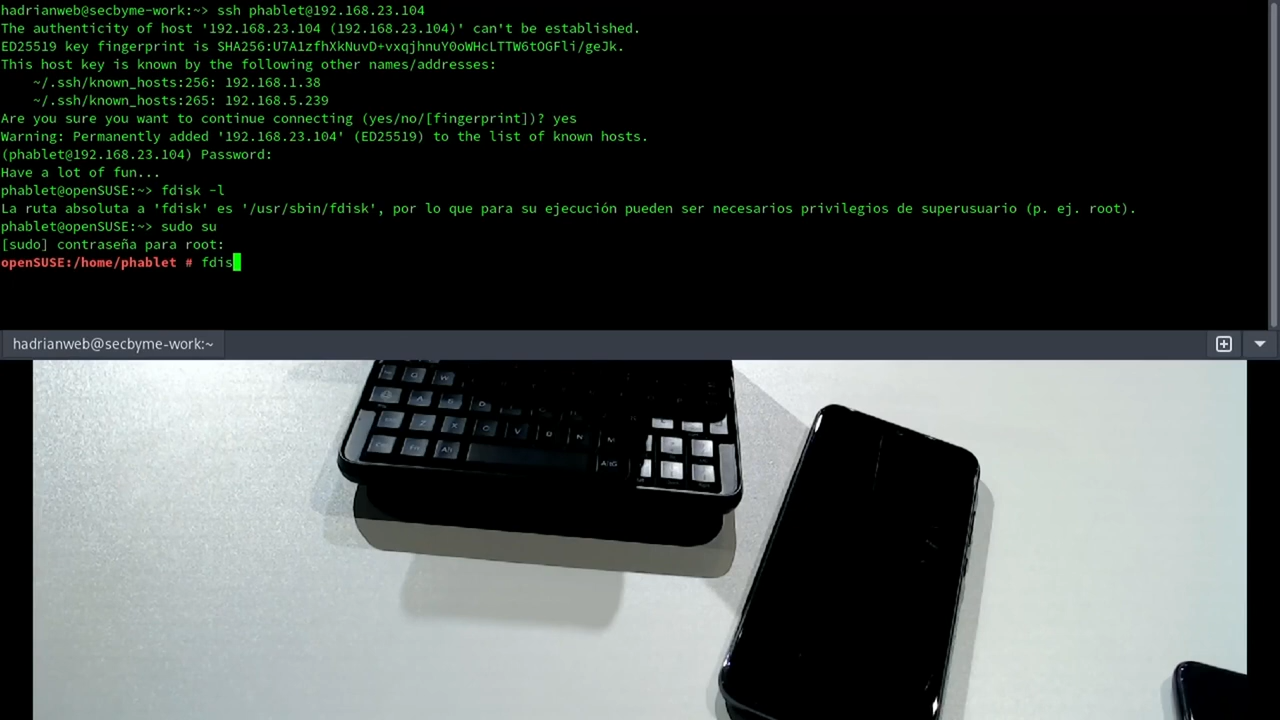 hadrianweb@secbyme-work:~> ssh phablet@192.168.23.104
The authenticity of host '192.168.23.104 (192.168.23.104)' can't be established.
ED25519 key fingerprint is SHA256:U7A1zfhXkNuvD+vxqjhnuY0oWHcLTTW6tOGFli/geJk.
This host key is known by the following other names/addresses:
    ~/.ssh/known_hosts:256: 192.168.1.38
    ~/.ssh/known_hosts:265: 192.168.5.239
Are you sure you want to continue connecting (yes/no/[fingerprint])? yes
Warning: Permanently added '192.168.23.104' (ED25519) to the list of known hosts.
(phablet@192.168.23.104) Password:
Have a lot of fun...
phablet@openSUSE:~> fdisk -l
La ruta absoluta a 'fdisk' es '/usr/sbin/fdisk', por lo que para su ejecución pueden ser necesarios privilegios de superusuario (p. ej. root).
phablet@openSUSE:~> sudo su
[sudo] contraseña para root:
openSUSE:/home/phablet # fdis
hadrianweb@secbyme-work:~
Q W
A S D
Z X C V B N M
Alt